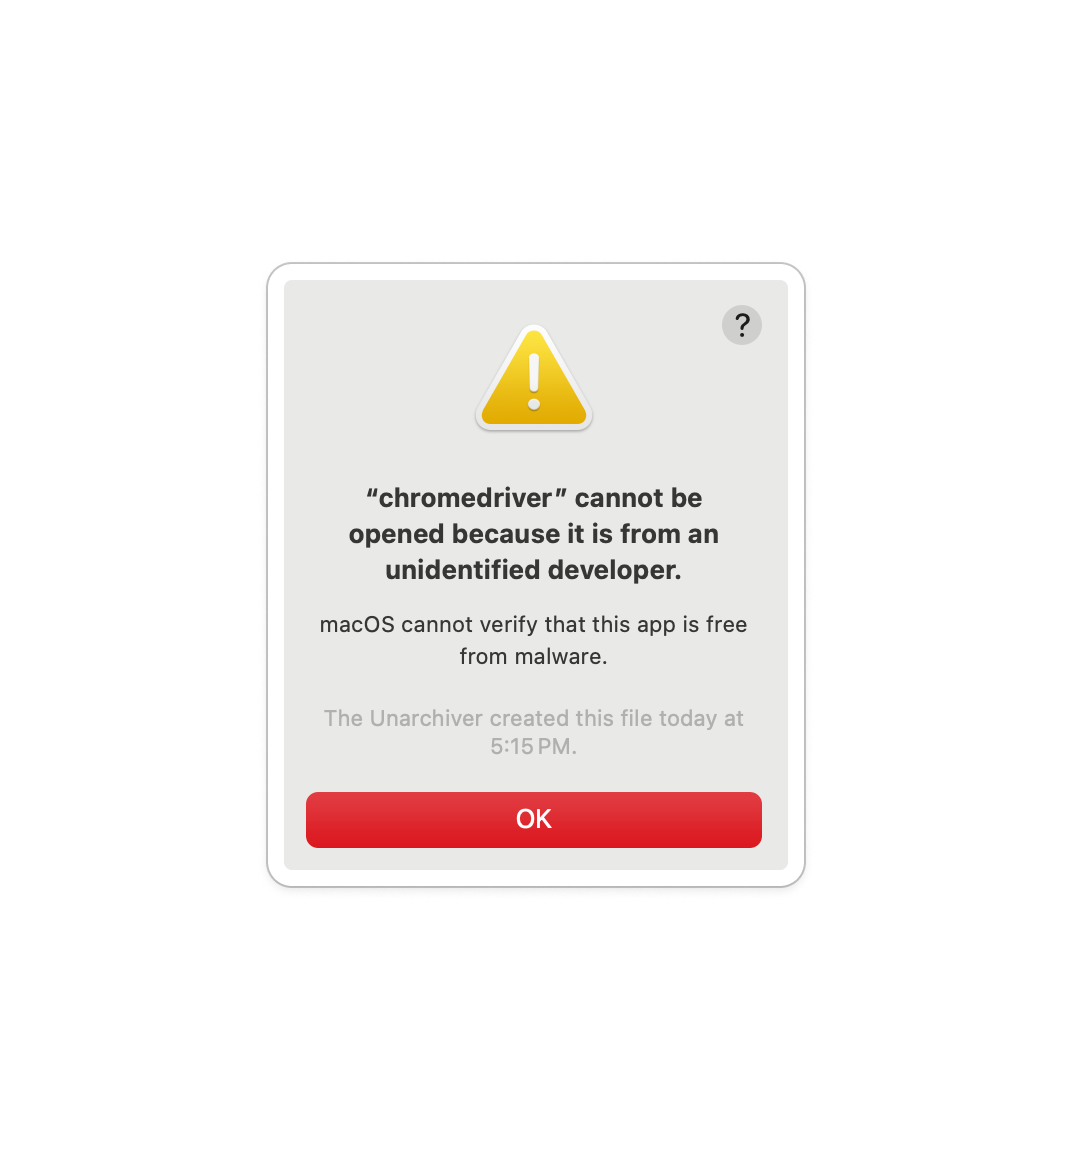 ?
“chromedriver” cannot be
opened because it is from an
unidentified developer.
macOS cannot verify that this app is free
from malware.
The Unarchiver created this file today at
5:15 PM.
OK